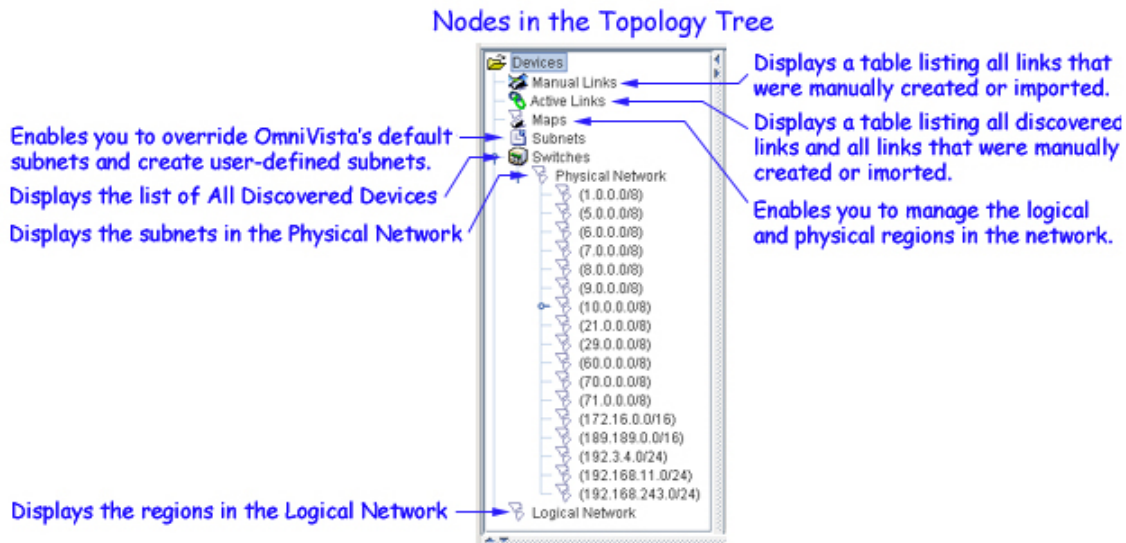 Nodes in the Topology Tree
Devices
Manual Links
Active Links
Maps
Subnets
Switches
Physical Network
(1.0.0.0/8)
(5.0.0.0/8)
(6.0.0.0/8)
(7.0.0.0/8)
(8.0.0.0/8)
(9.0.0.0/8)
(10.0.0.0/8)
(21.0.0.0/8)
(29.0.0.0/8)
(60.0.0.0/8)
(70.0.0.0/8)
(71.0.0.0/8)
(172.16.0.0/16)
(189.189.0.0/16)
(192.3.4.0/24)
(192.168.11.0/24)
(192.168.243.0/24)
Logical Network
Enables you to override OmniVista's default
subnets and create user-defined subnets.
Displays the list of All Discovered Devices
Displays the subnets in the Physical Network
Displays the regions in the Logical Network
Displays a table listing all links that
were manually created or imported.
Displays a table listing all discovered
links and all links that were manually
created or imorted.
Enables you to manage the logical
and physical regions in the network.